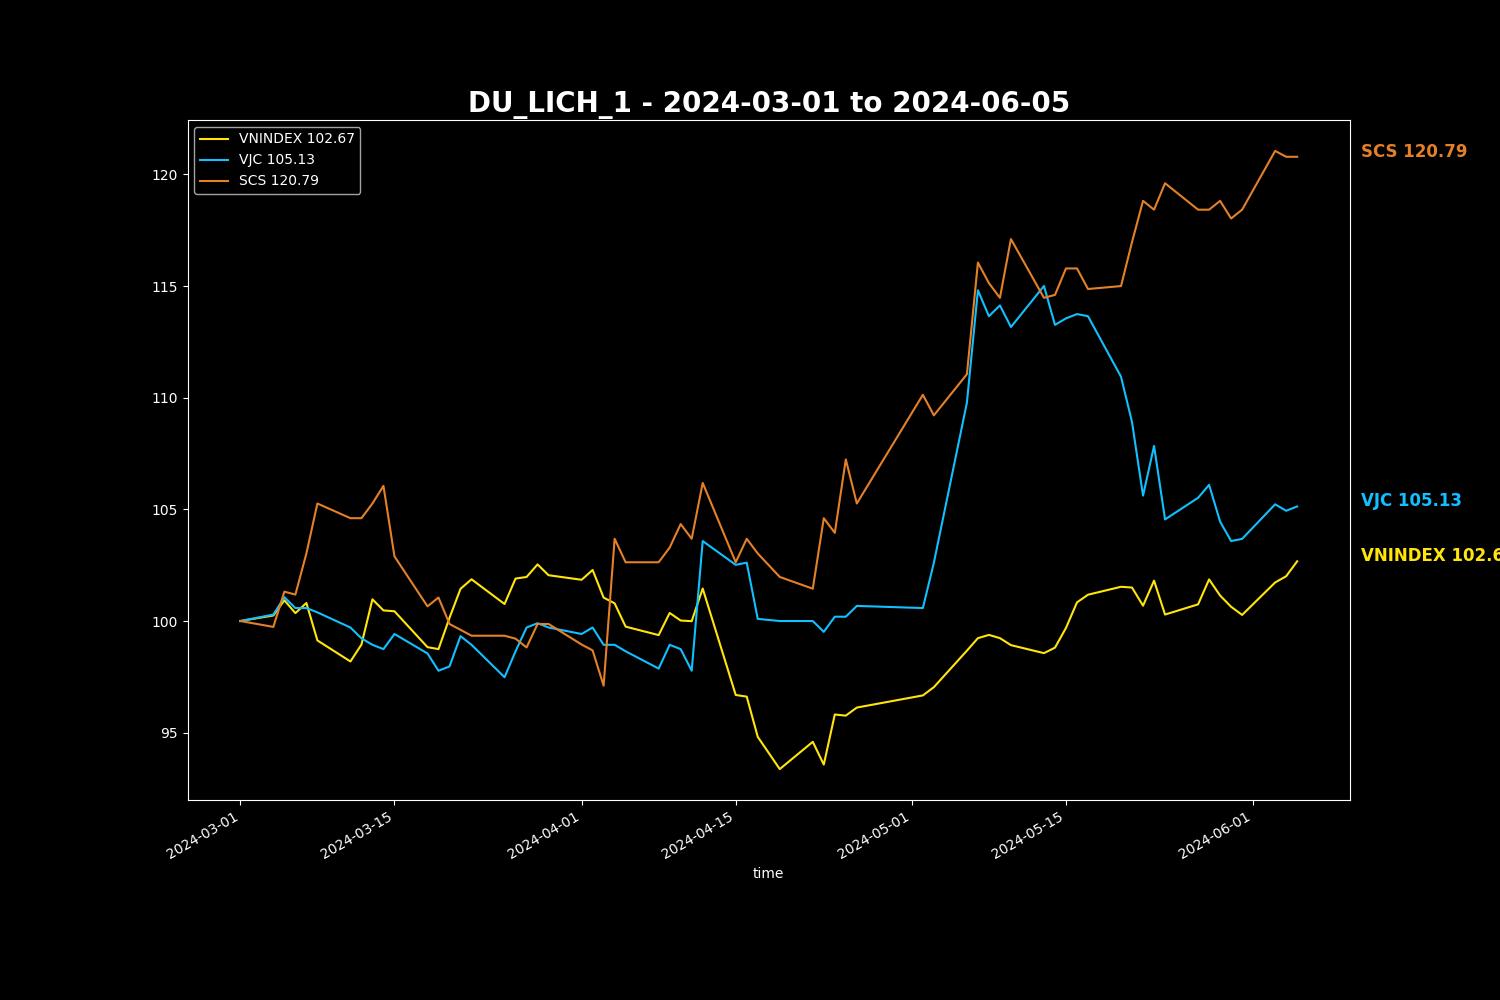 DU_LICH_1 - 2024-03-01 to 2024-06-05
VNINDEX 102.67
VJC 105.13
SCS 120.79
SCS 120.79
VJC 105.13
VNINDEX 102.6
120
115
110
105
100
95
2024-03-01
2024-03-15
2024-04-01
2024-04-15
2024-05-01
2024-05-15
2024-06-01
time